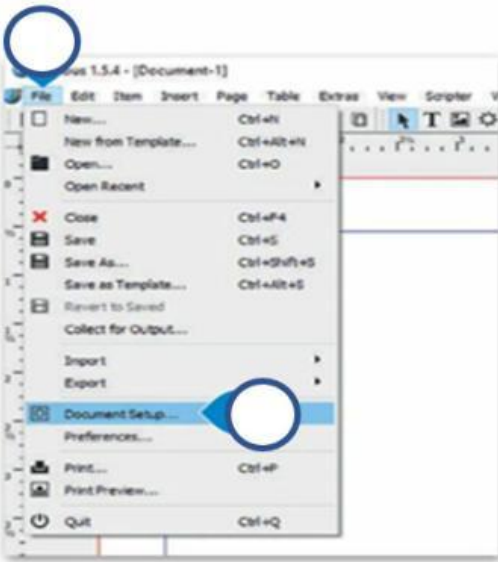 ous 1.5.4 - [Document-1]
File Edit Item Insert Page Table Extras View Scripter
New... Ctrl+N
New from Template... Ctrl+Alt+N
Open... Ctrl+O
Open Recent
Close Ctrl+F4
Save Ctrl+S
Save As... Ctrl+Shift+S
Save as Template... Ctrl+Alt+S
Revert to Saved
Collect for Output...
Import
Export
Document Setup...
Preferences...
Print... Ctrl+P
Print Preview...
Quit Ctrl+Q